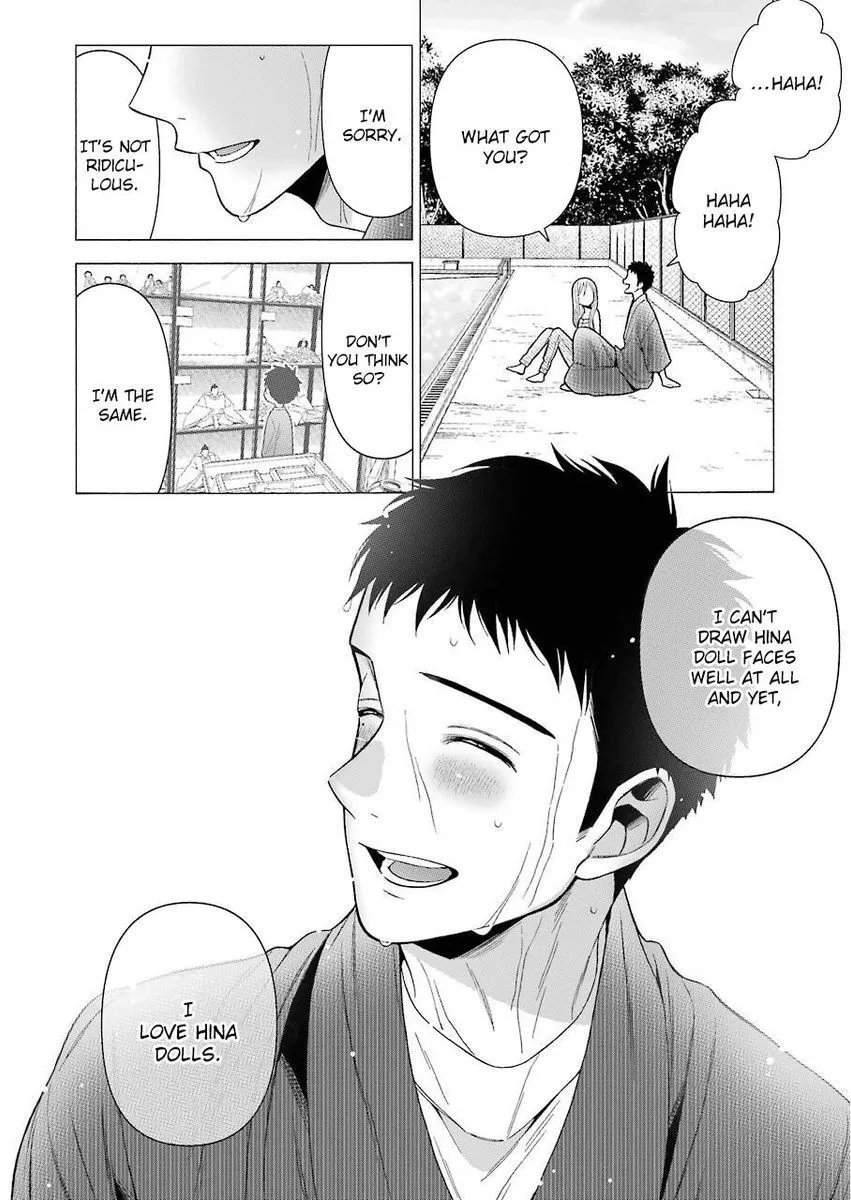 ...HAHA!
HAHA
HAHA!
WHAT GOT
YOU?
I'M
SORRY.
IT'S NOT
RIDICU-
LOUS.
DON'T
YOU THINK
SO?
I'M THE
SAME.
I CAN'T
DRAW HINA
DOLL FACES
WELL AT ALL
AND YET,
I
LOVE HINA
DOLLS.